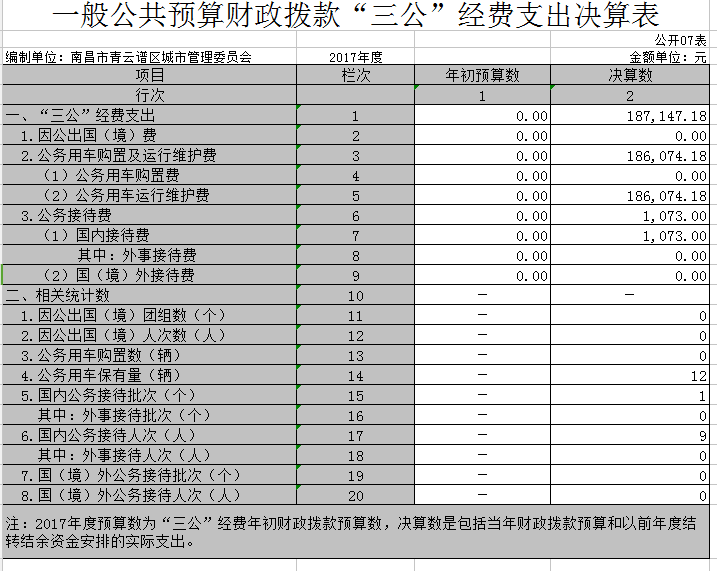 一般公共预算财政拨款“三公”经费支出决算表
公开07表
编制单位：南昌市青云谱区城市管理委员会 2017年度 金额单位：元
项目 栏次 年初预算数 决算数
行次 1 2
一、“三公”经费支出 1 0.00 187,147.18
1.因公出国（境）费 2 0.00 0.00
2.公务用车购置及运行维护费 3 0.00 186,074.18
（1）公务用车购置费 4 0.00 0.00
（2）公务用车运行维护费 5 0.00 186,074.18
3.公务接待费 6 0.00 1,073.00
（1）国内接待费 7 0.00 1,073.00
其中：外事接待费 8 0.00 0.00
（2）国（境）外接待费 9 0.00 0.00
二、相关统计数 10 — —
1.因公出国（境）团组数（个） 11 — 0
2.因公出国（境）人次数（人） 12 — 0
3.公务用车购置数（辆） 13 — 0
4.公务用车保有量（辆） 14 — 12
5.国内公务接待批次（个） 15 — 1
其中：外事接待批次（个） 16 — 0
6.国内公务接待人次（人） 17 — 9
其中：外事接待人次（人） 18 — 0
7.国（境）外公务接待批次（个） 19 — 0
8.国（境）外公务接待人次（人） 20 — 0
注：2017年度预算数为“三公”经费年初财政拨款预算数，决算数是包括当年财政拨款预算和以前年度结
转结余资金安排的实际支出。